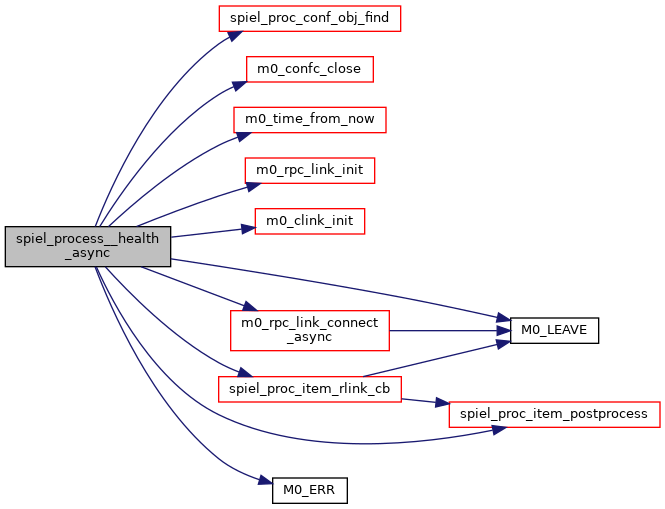 spiel_proc_conf_obj_find
m0_confc_close
m0_time_from_now
m0_rpc_link_init
m0_clink_init
spiel_process__health
_async
m0_rpc_link_connect
_async
M0_LEAVE
spiel_proc_item_rlink_cb
spiel_proc_item_postprocess
M0_ERR